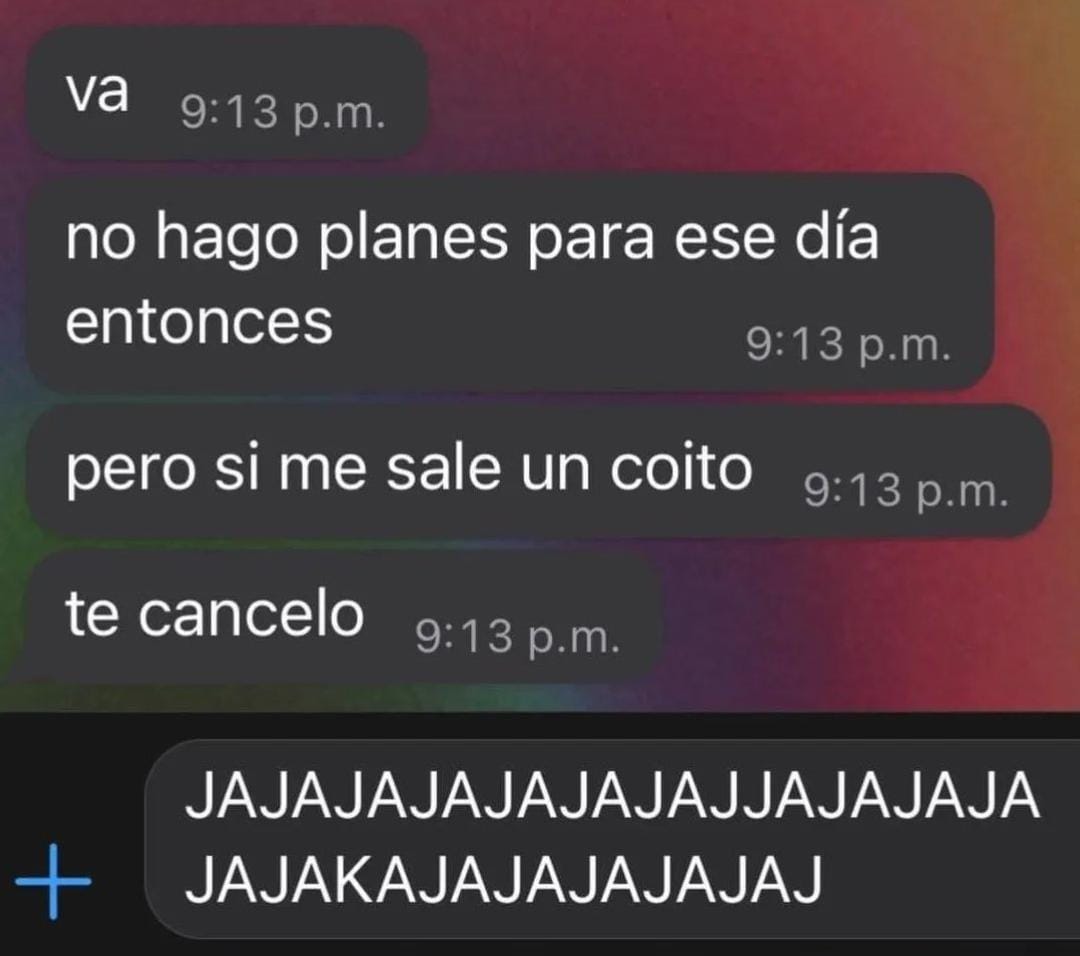 va 9:13 p.m.
no hago planes para ese día
entonces 9:13 p.m.
pero si me sale un coito 9:13 p.m.
te cancelo 9:13 p.m.
JAJAJAJAJAJAJAJJAJAJAJA
JAJAKAJAJAJAJAJAJ